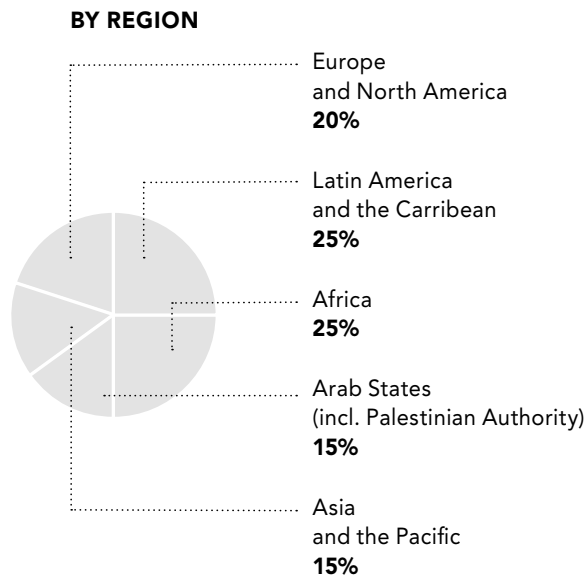 BY REGION
Europe
and North America
20%
Latin America
and the Carribean
25%
Africa
25%
Arab States
(incl. Palestinian Authority)
15%
Asia
and the Pacific
15%